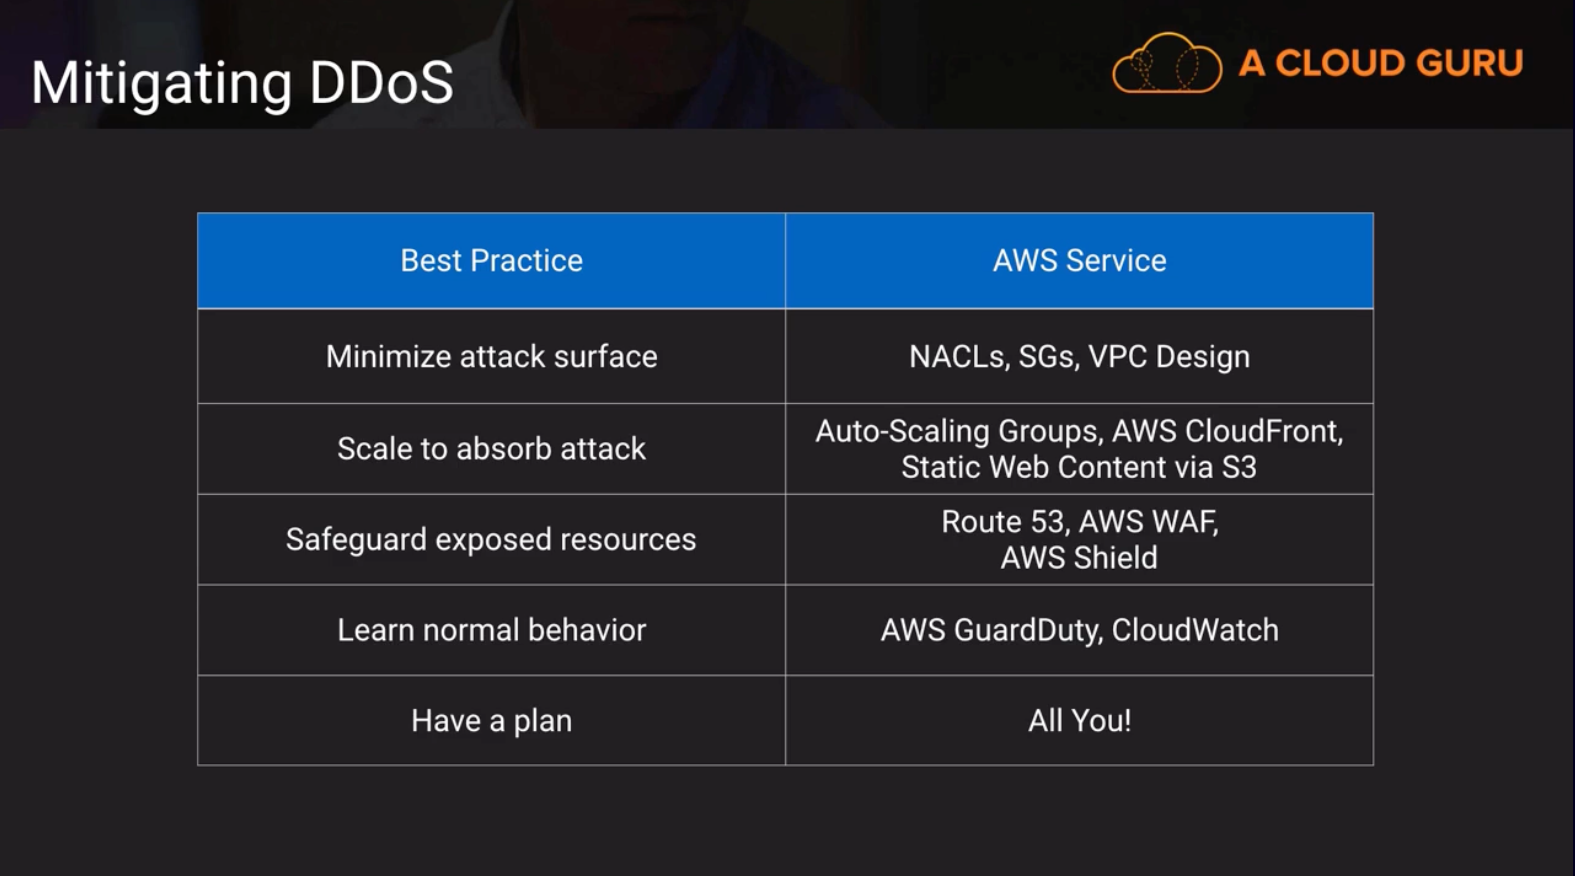 Mitigating DDoS
A CLOUD GURU
Best Practice
AWS Service
Minimize attack surface
NACLs, SGs, VPC Design
Scale to absorb attack
Auto-Scaling Groups, AWS CloudFront,
Static Web Content via S3
Safeguard exposed resources
Route 53, AWS WAF,
AWS Shield
Learn normal behavior
AWS GuardDuty, CloudWatch
Have a plan
All You!